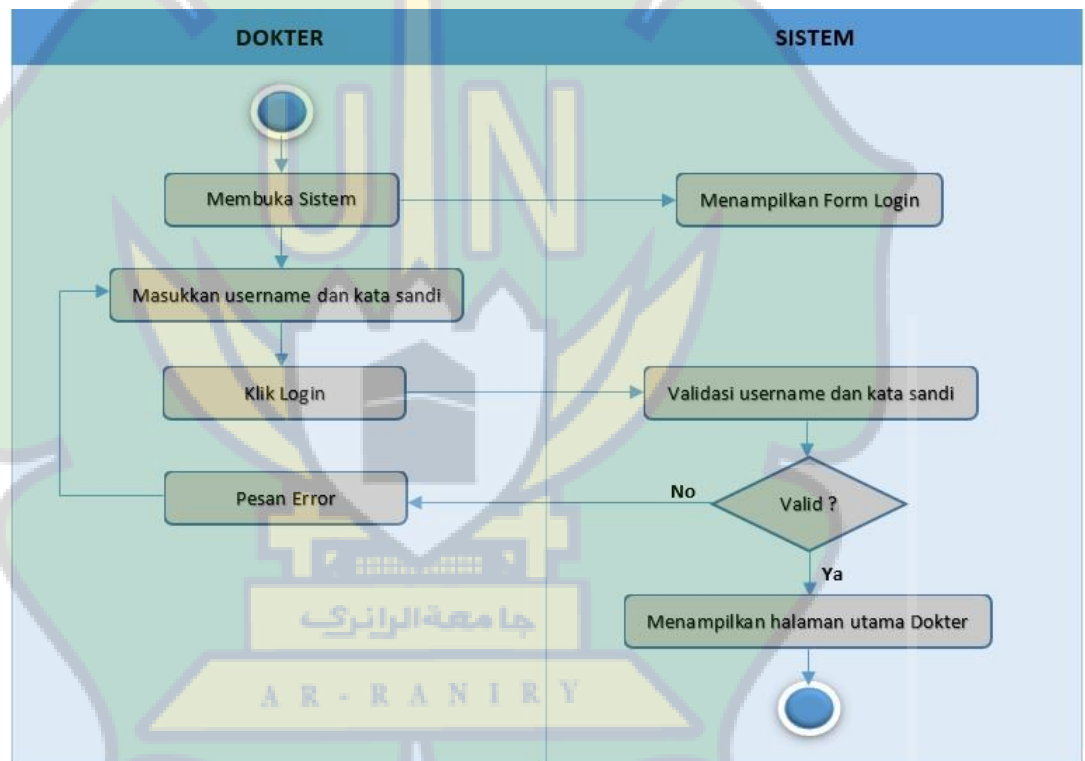 DOKTER
SISTEM
UIN
Membuka Sistem
Menampilkan Form Login
Masukkan username dan kata sandi
Klik Login
Validasi username dan kata sandi
Pesan Error
No
Valid ?
Ya
Menampilkan halaman utama Dokter
جامعة الرانري
AR-RANIRY